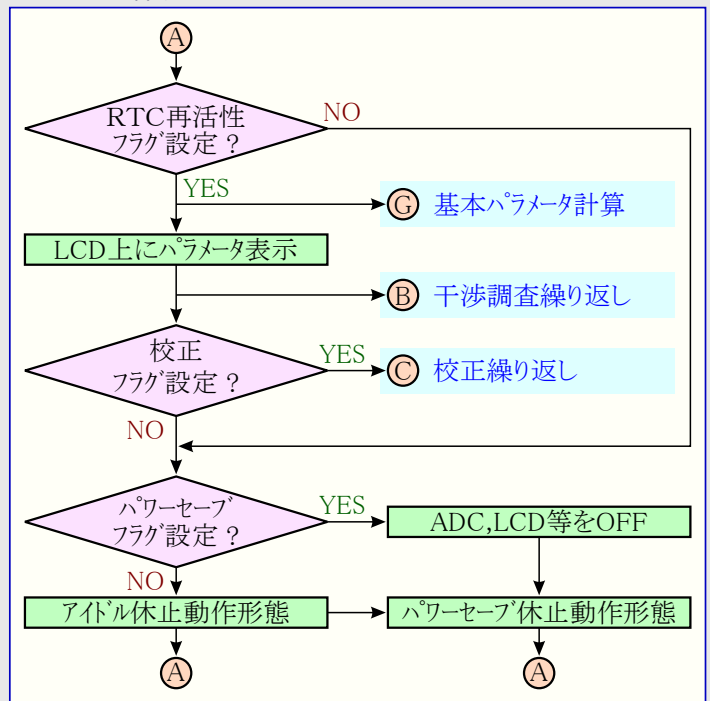 A
RTC再活性
フラグ設定 ?
NO
YES
G 基本パラメータ計算
LCD上にパラメータ表示
B 干渉調査繰り返し
校正
フラグ設定 ?
YES
C 校正繰り返し
NO
パワーセーブ
フラグ設定 ?
YES
ADC,LCD等をOFF
NO
アイドル休止動作形態
パワーセーブ休止動作形態
A
A